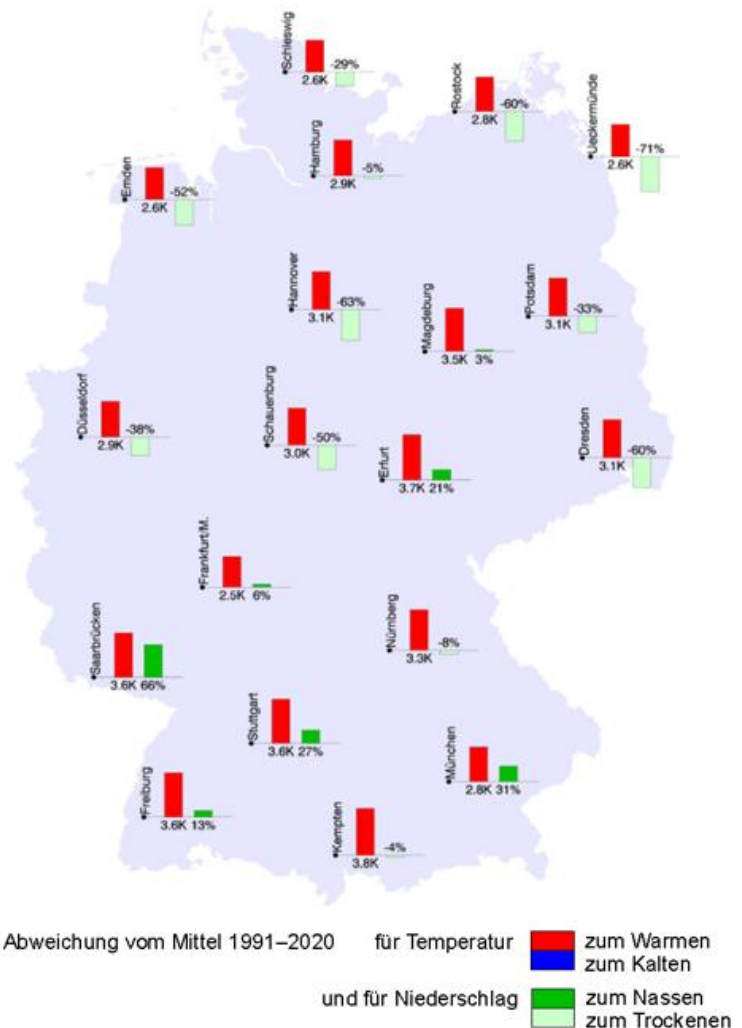 Schleswig
-29%
2.6K
Rostock
-60%
2.8K
Ueckermünde
-71%
2.6K
Hamburg
-5%
2.9K
Emden
-52%
2.6K
Hannover
-63%
3.1K
Potsdam
-33%
3.1K
Magdeburg
3.5K 3%
Düsseldorf
-38%
2.9K
Schauenburg
-50%
3.0K
Erfurt
3.7K 21%
Dresden
-60%
3.1K
Frankfurt/M.
2.5K 6%
Nürnberg
-8%
3.3K
Saarbrücken
3.6K 66%
Stuttgart
3.6K 27%
München
2.8K 31%
Freiburg
3.6K 13%
Kempten
-4%
3.8K
Abweichung vom Mittel 1991–2020 für Temperatur zum Warmen
zum Kalten
und für Niederschlag zum Nassen
zum Trockenen